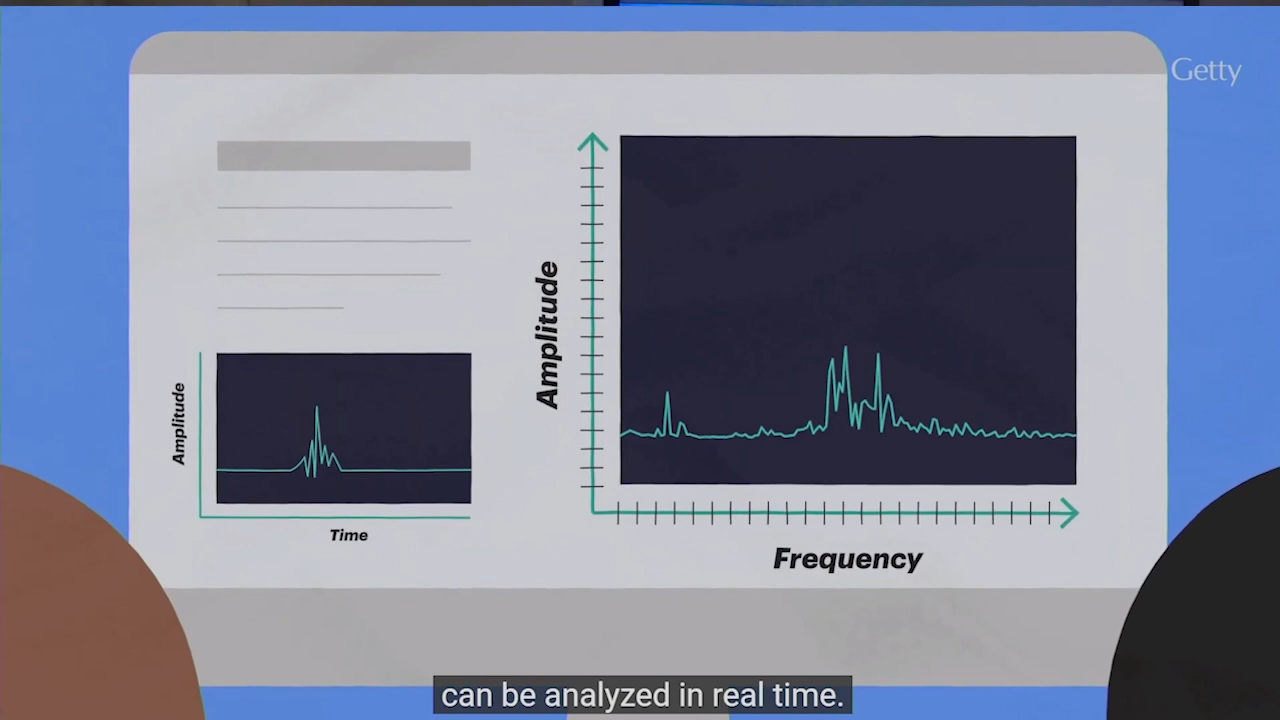 Getty
Amplitude
Time
Amplitude
Frequency
can be analyzed in real time.